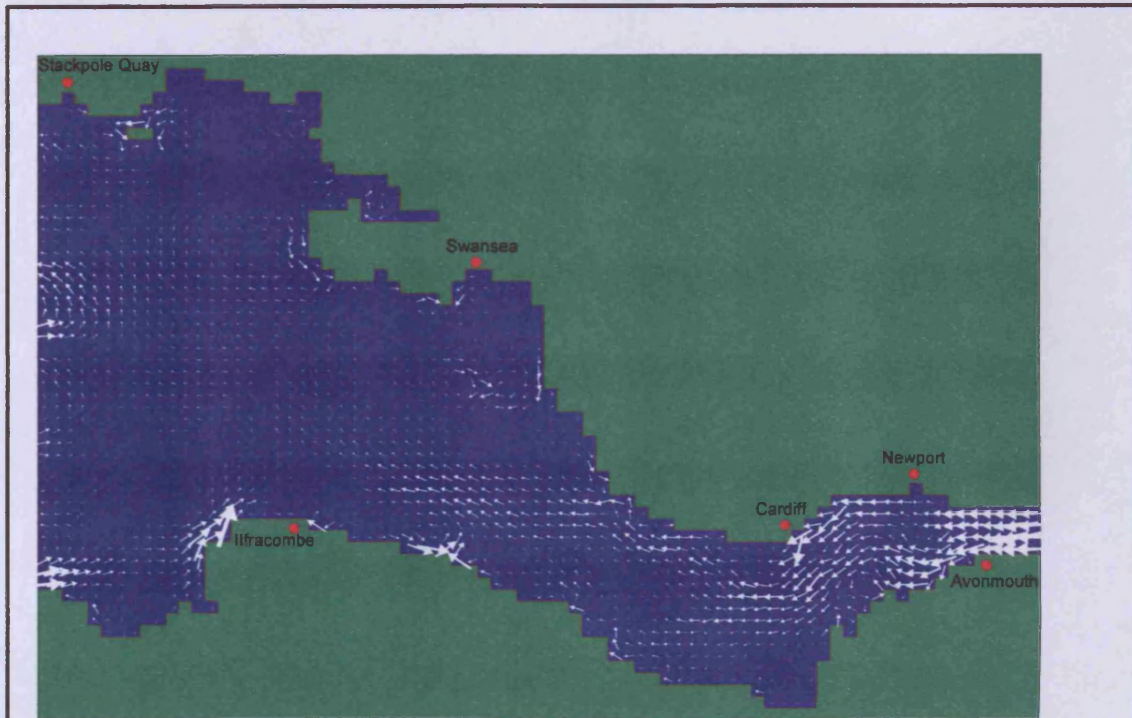 Stackpole Quay
Swansea
Newport
Cardiff
Ilfracombe
Avonmouth